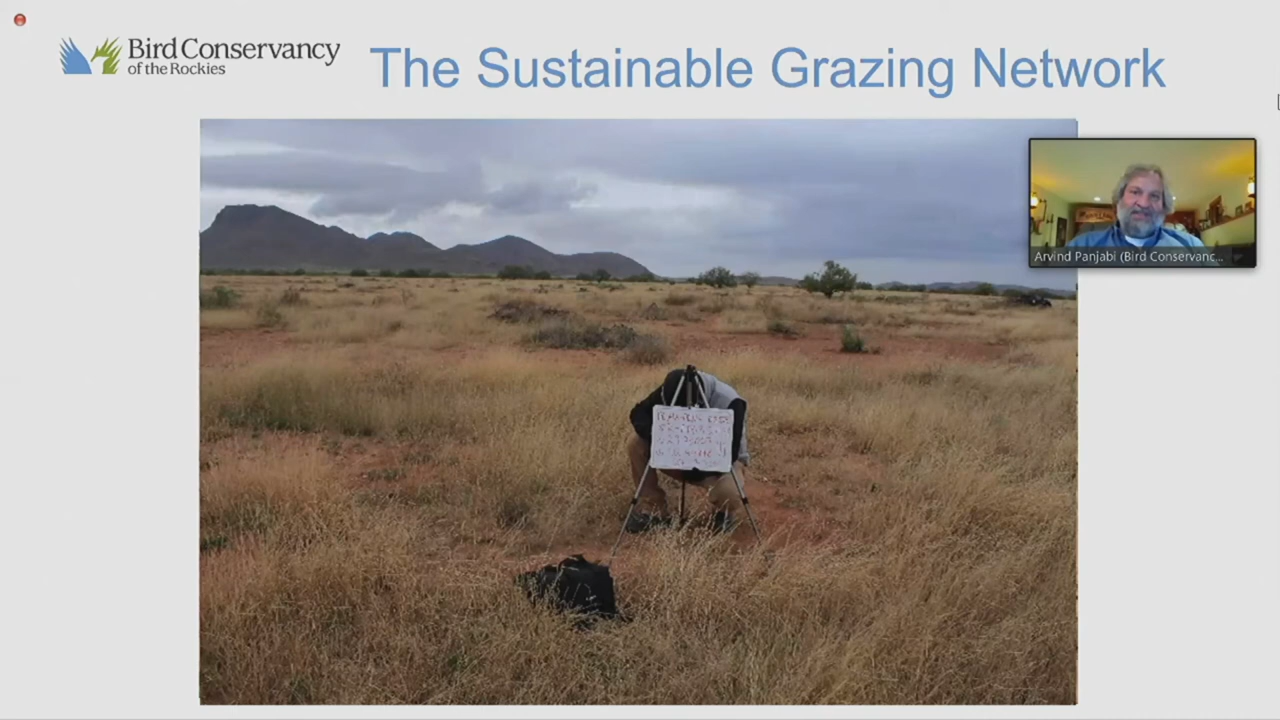 Bird Conservancy
of the Rockies
The Sustainable Grazing Network
Arvind Panjabi (Bird Conservanc...